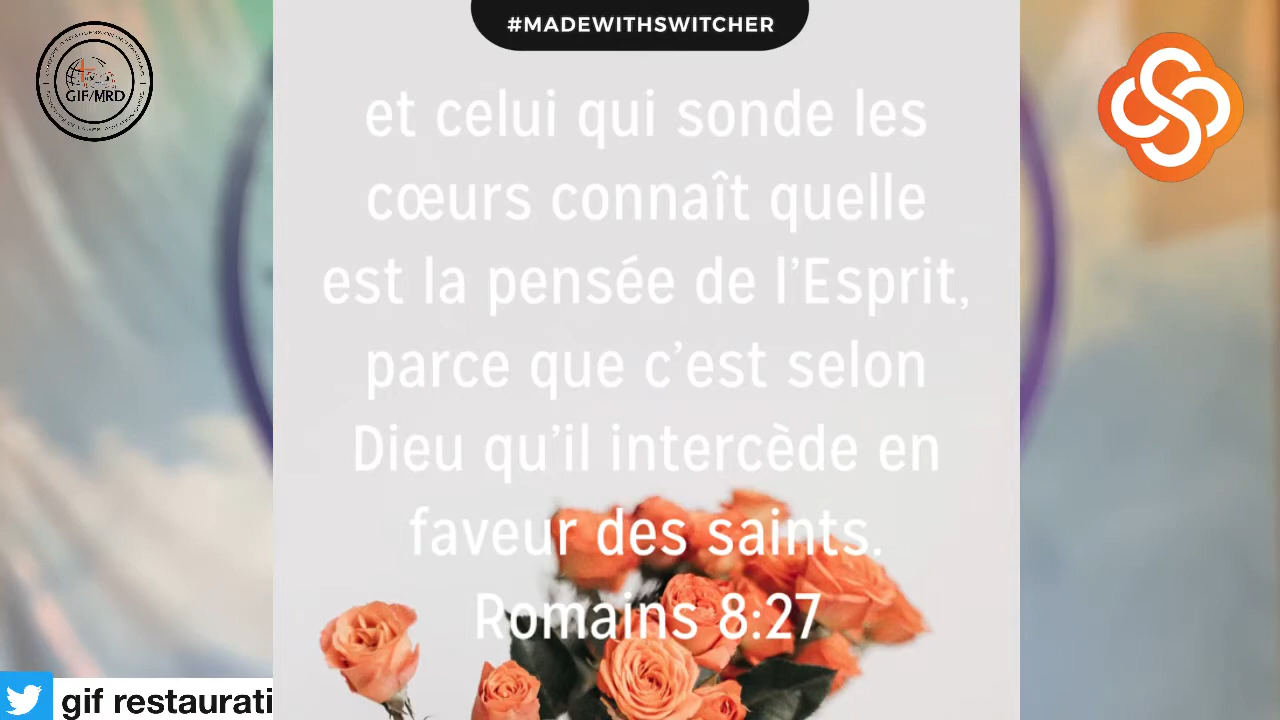 #MADEWITHSWITCHER
GIF/MRD
et celui qui sonde les
cœurs connaît quelle
est la pensée de l’Esprit,
parce que c’est selon
Dieu qu’il intercède en
faveur des saints.
Romains 8:27
gif restaurati